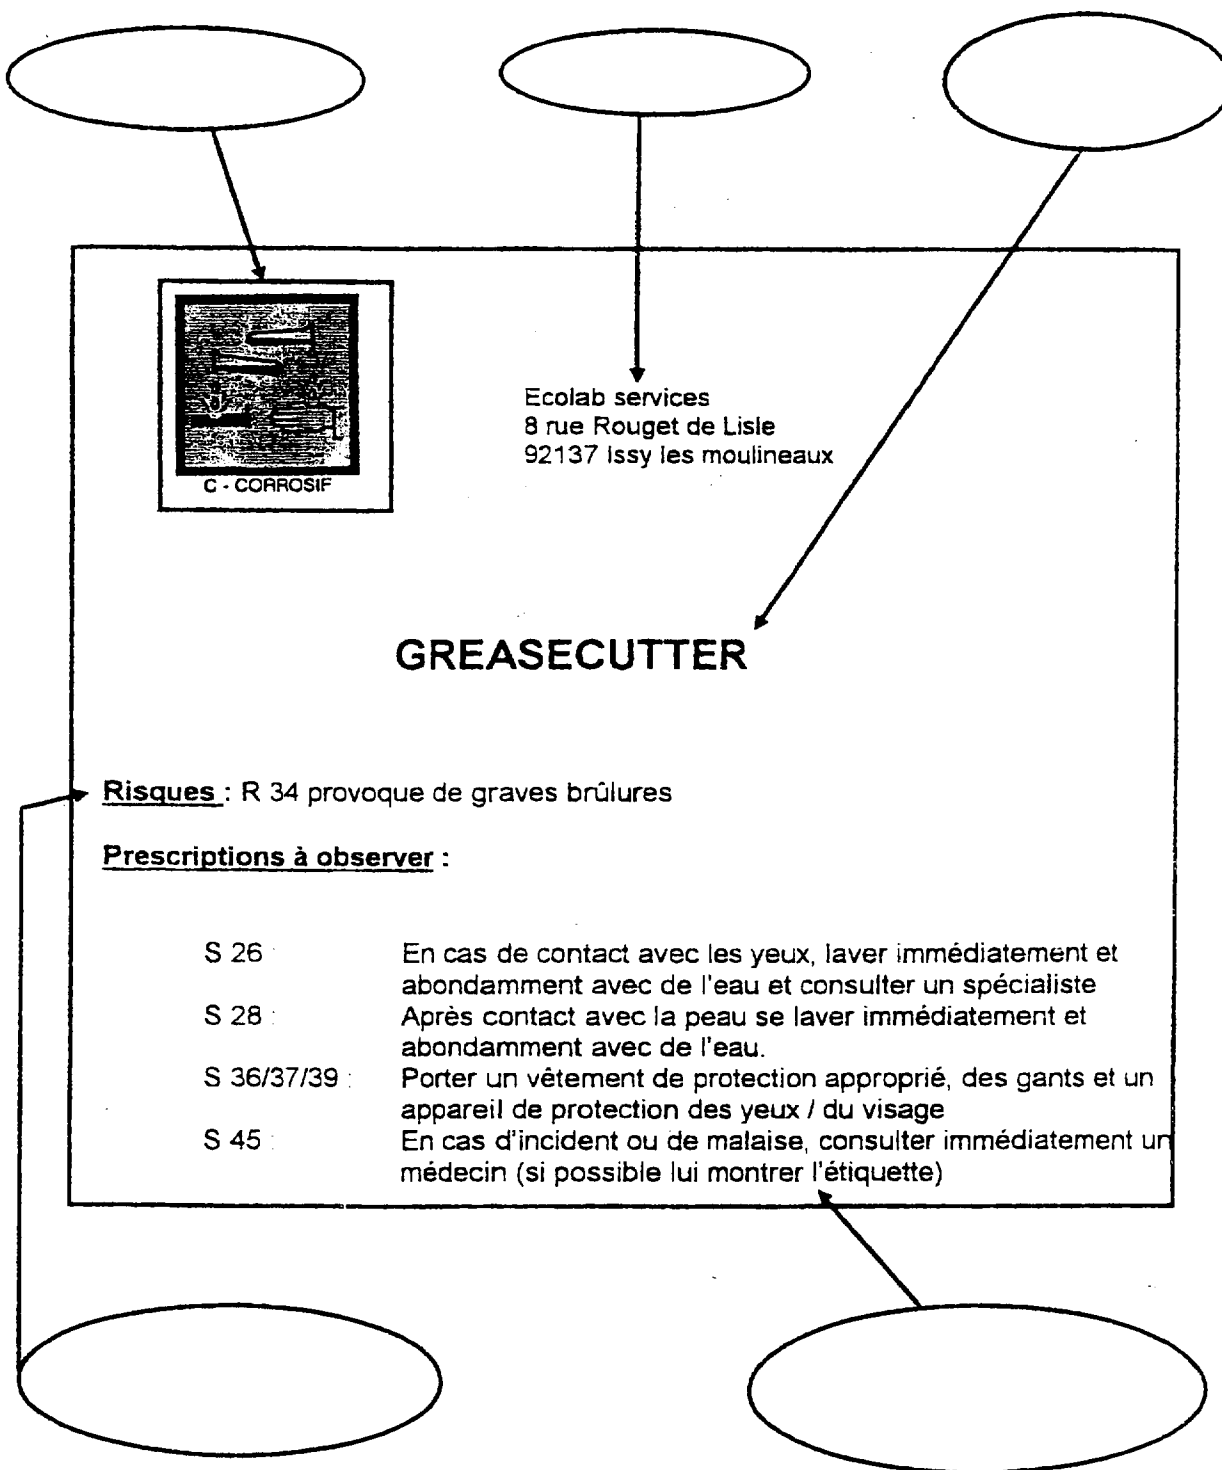 C - CORROSIF
Ecolab services
8 rue Rouget de Lisle
92137 Issy les moulineaux
GREASECUTTER
Risques : R 34 provoque de graves brûlures
Prescriptions à observer :
S 26 : En cas de contact avec les yeux, laver immédiatement et
abondamment avec de l'eau et consulter un spécialiste
S 28 : Après contact avec la peau se laver immédiatement et
abondamment avec de l'eau.
S 36/37/39 : Porter un vêtement de protection approprié, des gants et un
appareil de protection des yeux / du visage
S 45 : En cas d'incident ou de malaise, consulter immédiatement un
médecin (si possible lui montrer l'étiquette)